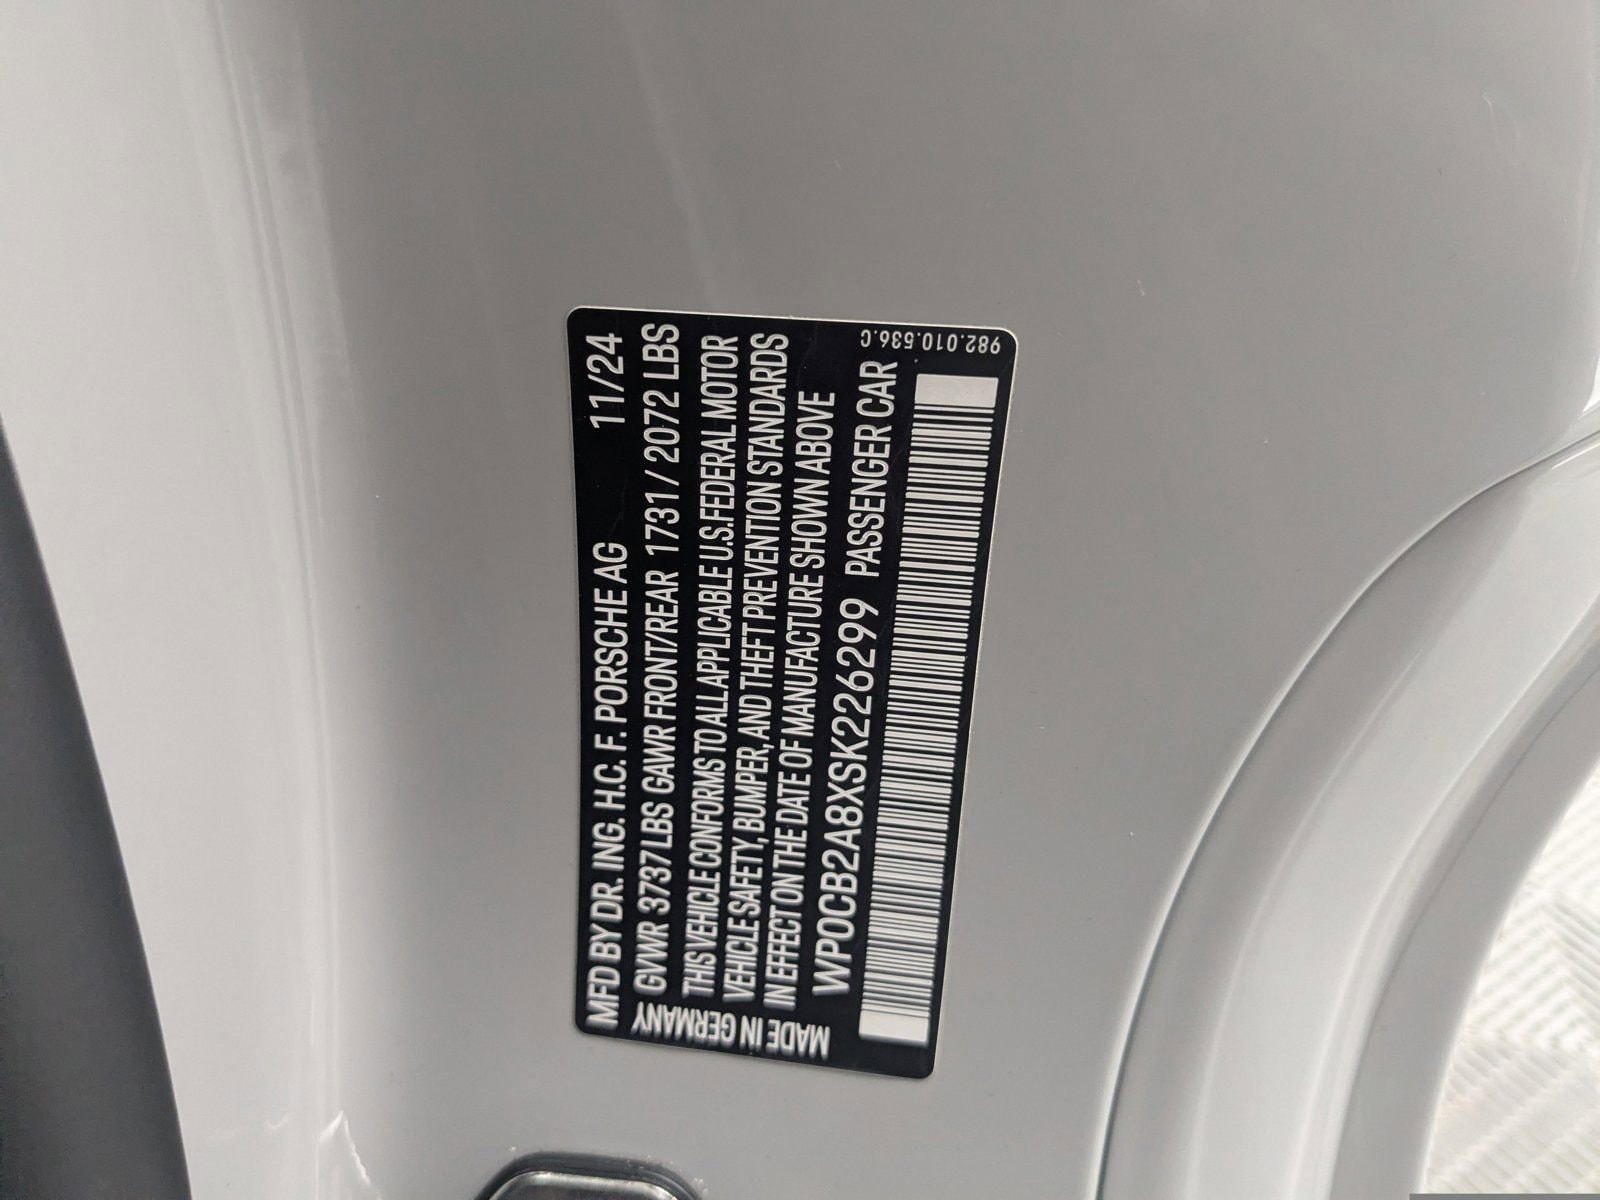 MFD BY DR. ING. H.C. F. PORSCHE AG 11/24
GVWR 3737 LBS GAWR FRONT/REAR 1731 / 2072 LBS
THIS VEHICLE CONFORMS TO ALL APPLICABLE U.S. FEDERAL MOTOR
VEHICLE SAFETY, BUMPER, AND THEFT PREVENTION STANDARDS
IN EFFECT ON THE DATE OF MANUFACTURE SHOWN ABOVE
WP0CB2A8XSK226299 PASSENGER CAR
MADE IN GERMANY
982.010.536.C